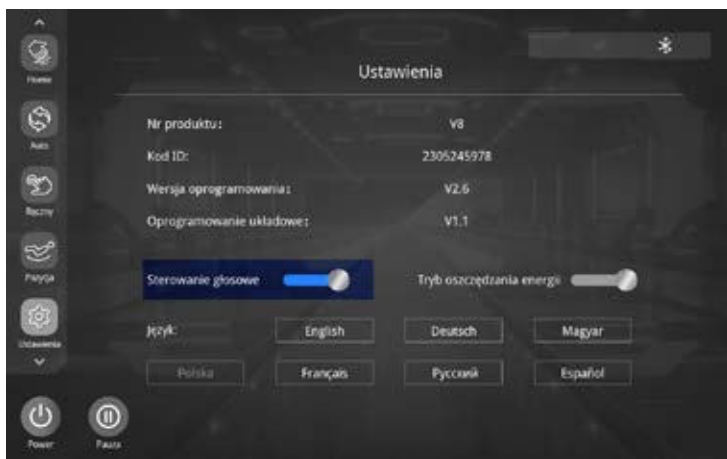 Ustawienia
Home
Auto
Ręczny
Pozycja
Ustawienia
Nr produktu: V8
Kod ID: 2305245978
Wersja oprogramowania: V2.6
Oprogramowanie układowe: V1.1
Sterowanie głosowe Tryb oszczędzania energii
Język: English Deutsch Magyar
Polska Français Русский Español
Power Pauza